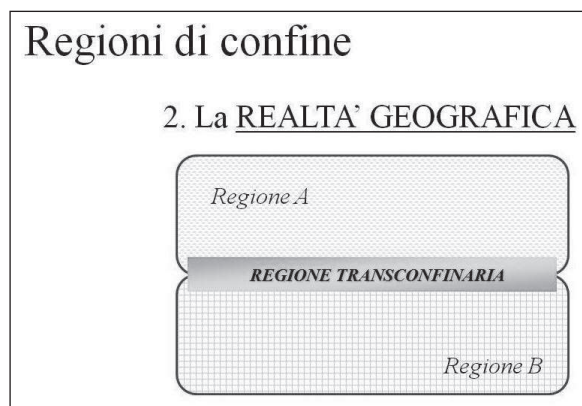 Regioni di confine
2. La REALTA’ GEOGRAFICA
Regione A
REGIONE TRANSCONFINARIA
Regione B